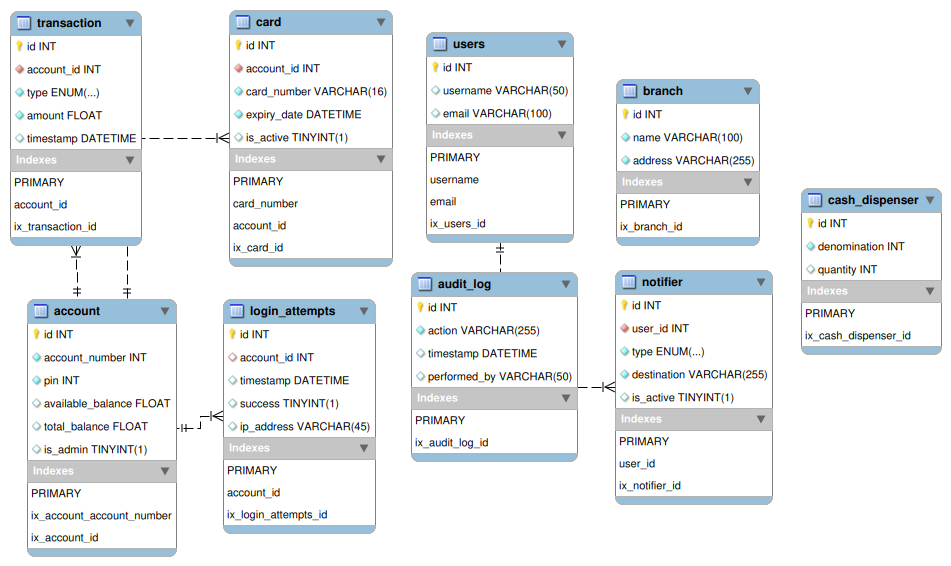 transaction
id INT
account_id INT
type ENUM(...)
amount FLOAT
timestamp DATETIME
Indexes
PRIMARY
account_id
ix_transaction_id
card
id INT
account_id INT
card_number VARCHAR(16)
expiry_date DATETIME
is_active TINYINT(1)
Indexes
PRIMARY
card_number
account_id
ix_card_id
users
id INT
username VARCHAR(50)
email VARCHAR(100)
Indexes
PRIMARY
username
email
ix_users_id
branch
id INT
name VARCHAR(100)
address VARCHAR(255)
Indexes
PRIMARY
ix_branch_id
cash_dispenser
id INT
denomination INT
quantity INT
Indexes
PRIMARY
ix_cash_dispenser_id
account
id INT
account_number INT
pin INT
available_balance FLOAT
total_balance FLOAT
is_admin TINYINT(1)
Indexes
PRIMARY
ix_account_account_number
ix_account_id
login_attempts
id INT
account_id INT
timestamp DATETIME
success TINYINT(1)
ip_address VARCHAR(45)
Indexes
PRIMARY
account_id
ix_login_attempts_id
audit_log
id INT
action VARCHAR(255)
timestamp DATETIME
performed_by VARCHAR(50)
Indexes
PRIMARY
ix_audit_log_id
notifier
id INT
user_id INT
type ENUM(...)
destination VARCHAR(255)
is_active TINYINT(1)
Indexes
PRIMARY
user_id
ix_notifier_id